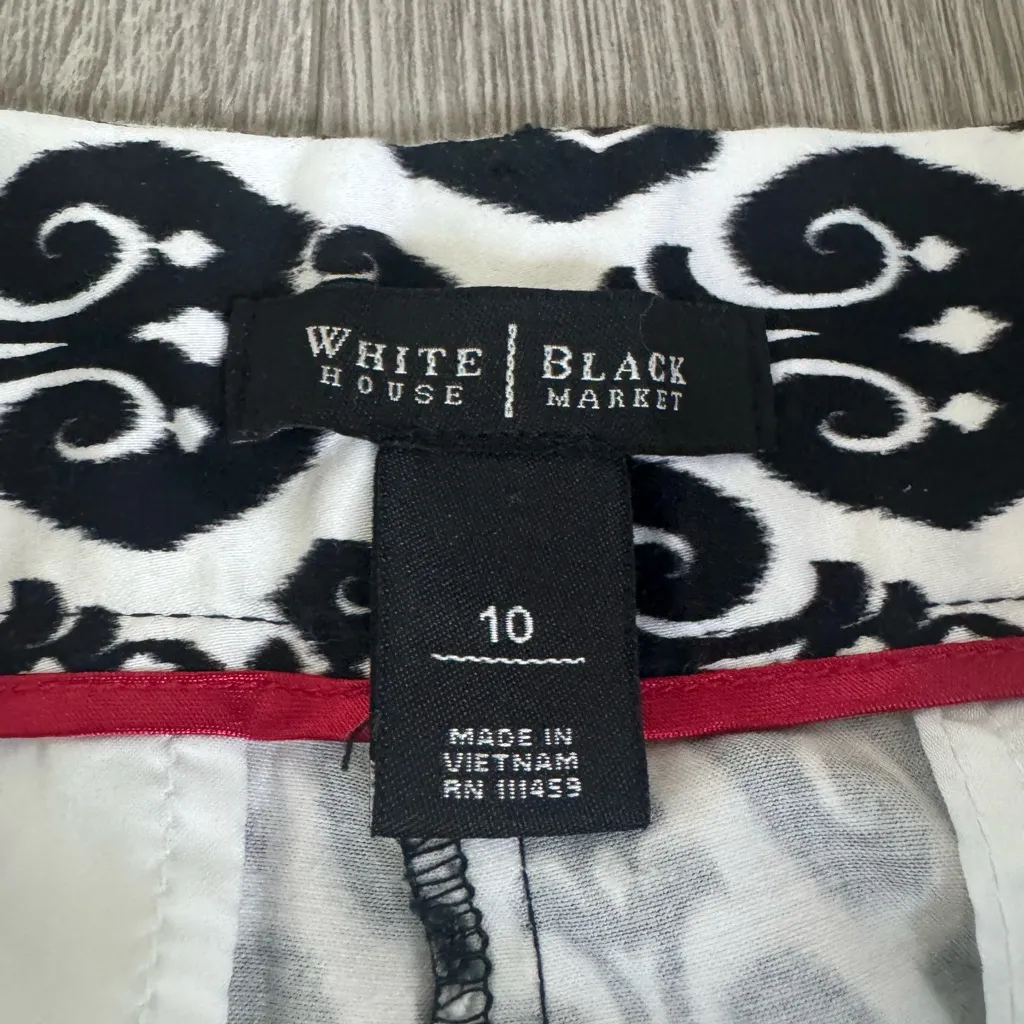 WHITE | BLACK
HOUSE | MARKET
10
MADE IN
VIETNAM
RN 111459